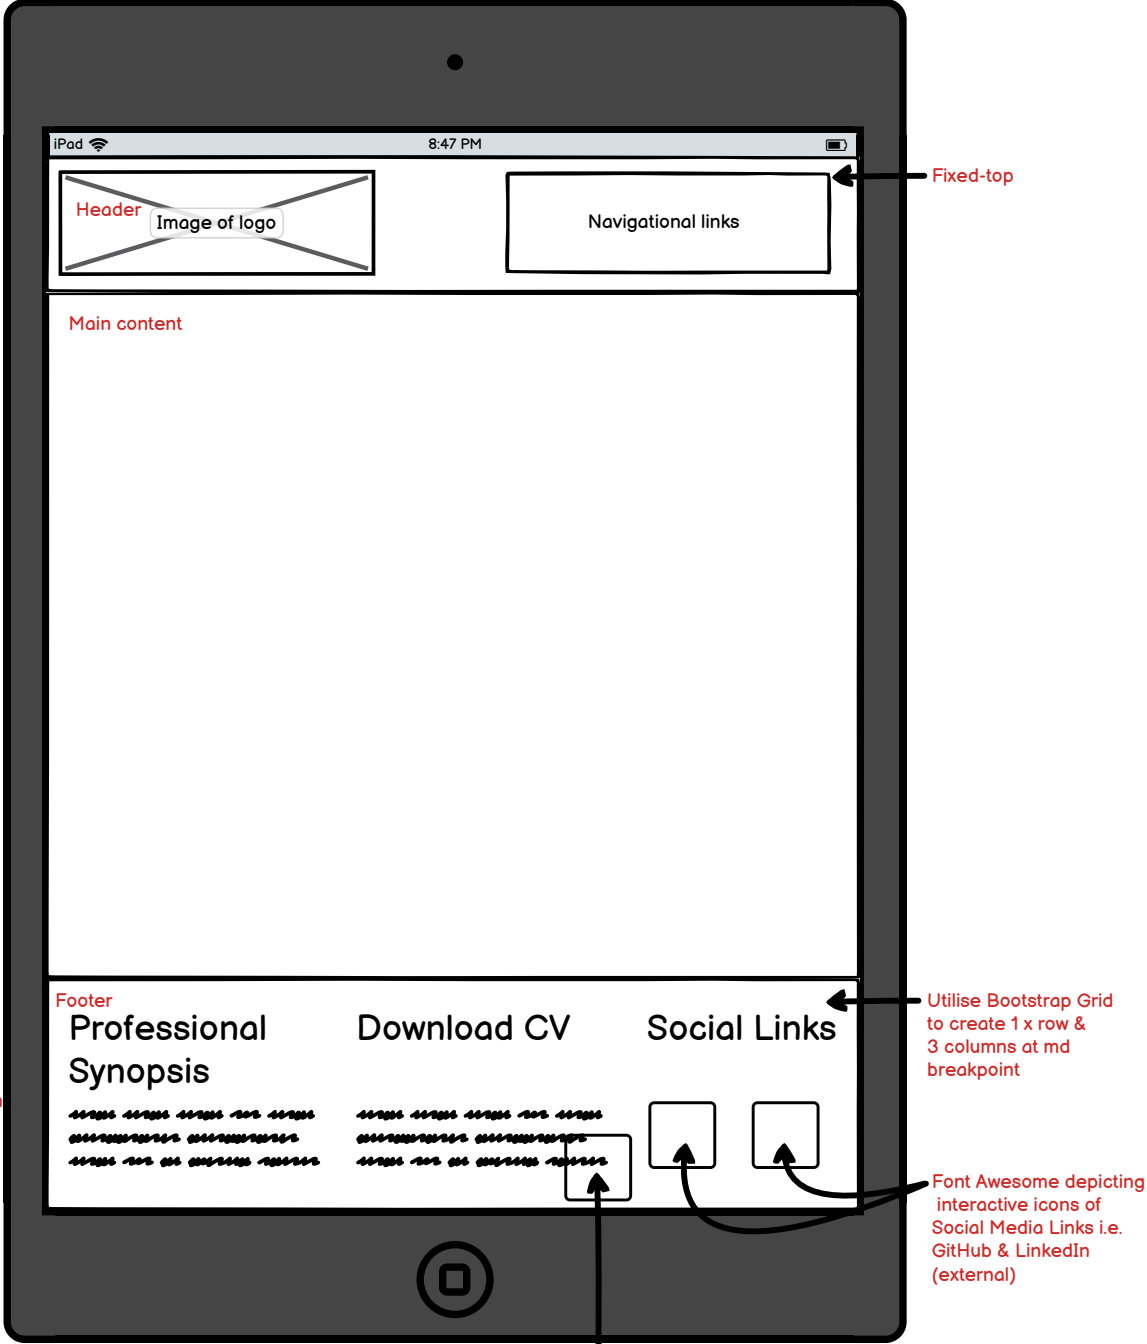 iPad
8:47 PM
Fixed-top
Header
Image of logo
Navigational links
Main content
Footer
Professional
Synopsis
Download CV
Social Links
Utilise Bootstrap Grid
to create 1 x row &
3 columns at md
breakpoint
Font Awesome depicting
interactive icons of
Social Media Links i.e.
GitHub & LinkedIn
(external)